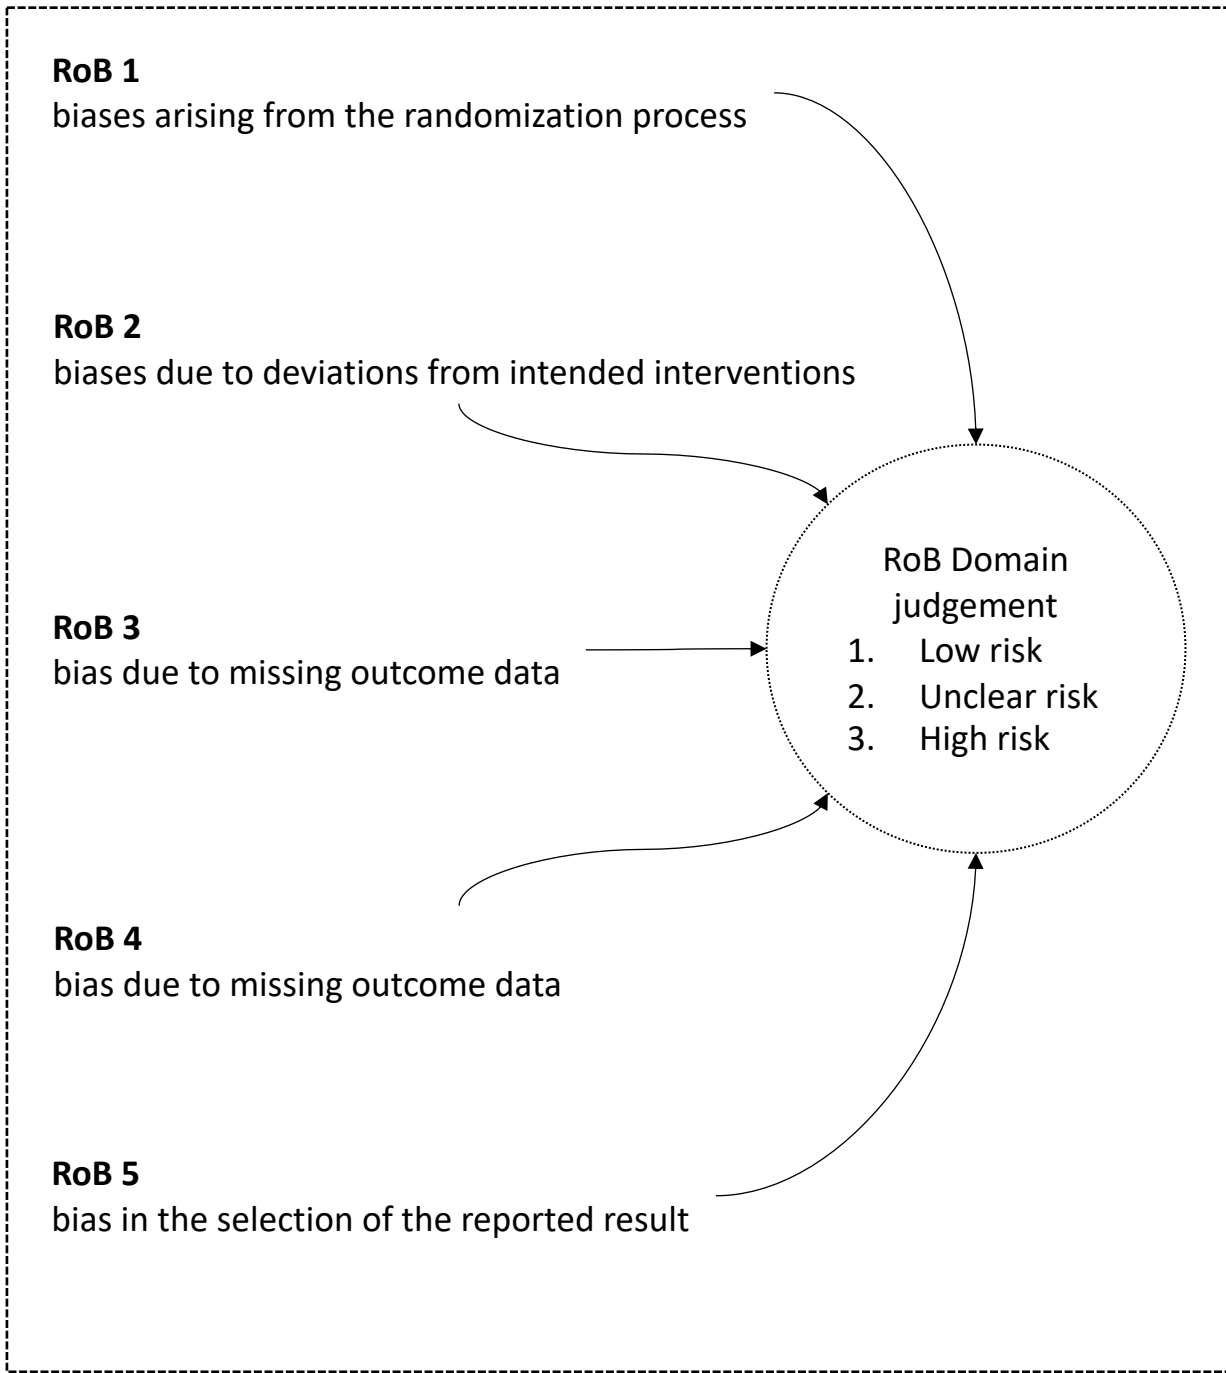 RoB 1
biases arising from the randomization process
RoB 2
biases due to deviations from intended interventions
RoB 3
bias due to missing outcome data
RoB 4
bias due to missing outcome data
RoB 5
bias in the selection of the reported result
RoB Domain
judgement
1. Low risk
2. Unclear risk
3. High risk